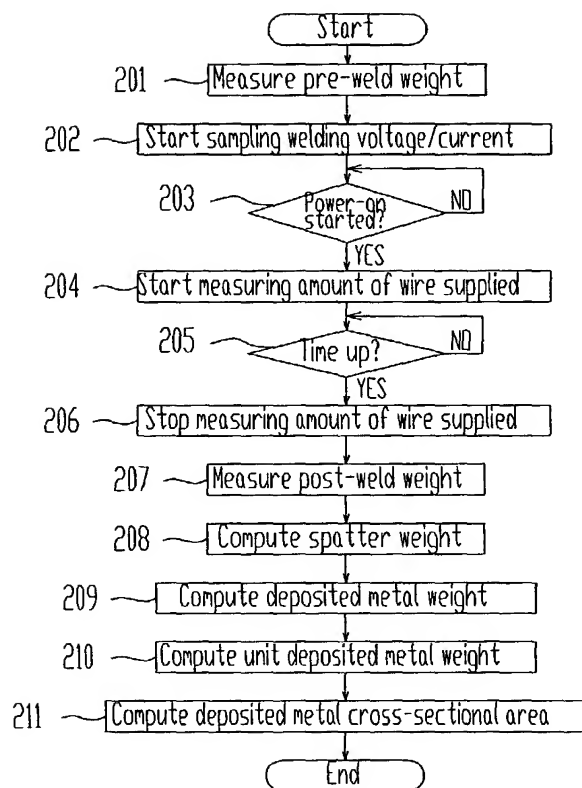 Start
201 Measure pre-weld weight
202 Start sampling welding voltage/current
203 Power-on started? NO
YES
204 Start measuring amount of wire supplied
205 Time up? NO
YES
206 Stop measuring amount of wire supplied
207 Measure post-weld weight
208 Compute spatter weight
209 Compute deposited metal weight
210 Compute unit deposited metal weight
211 Compute deposited metal cross-sectional area
End